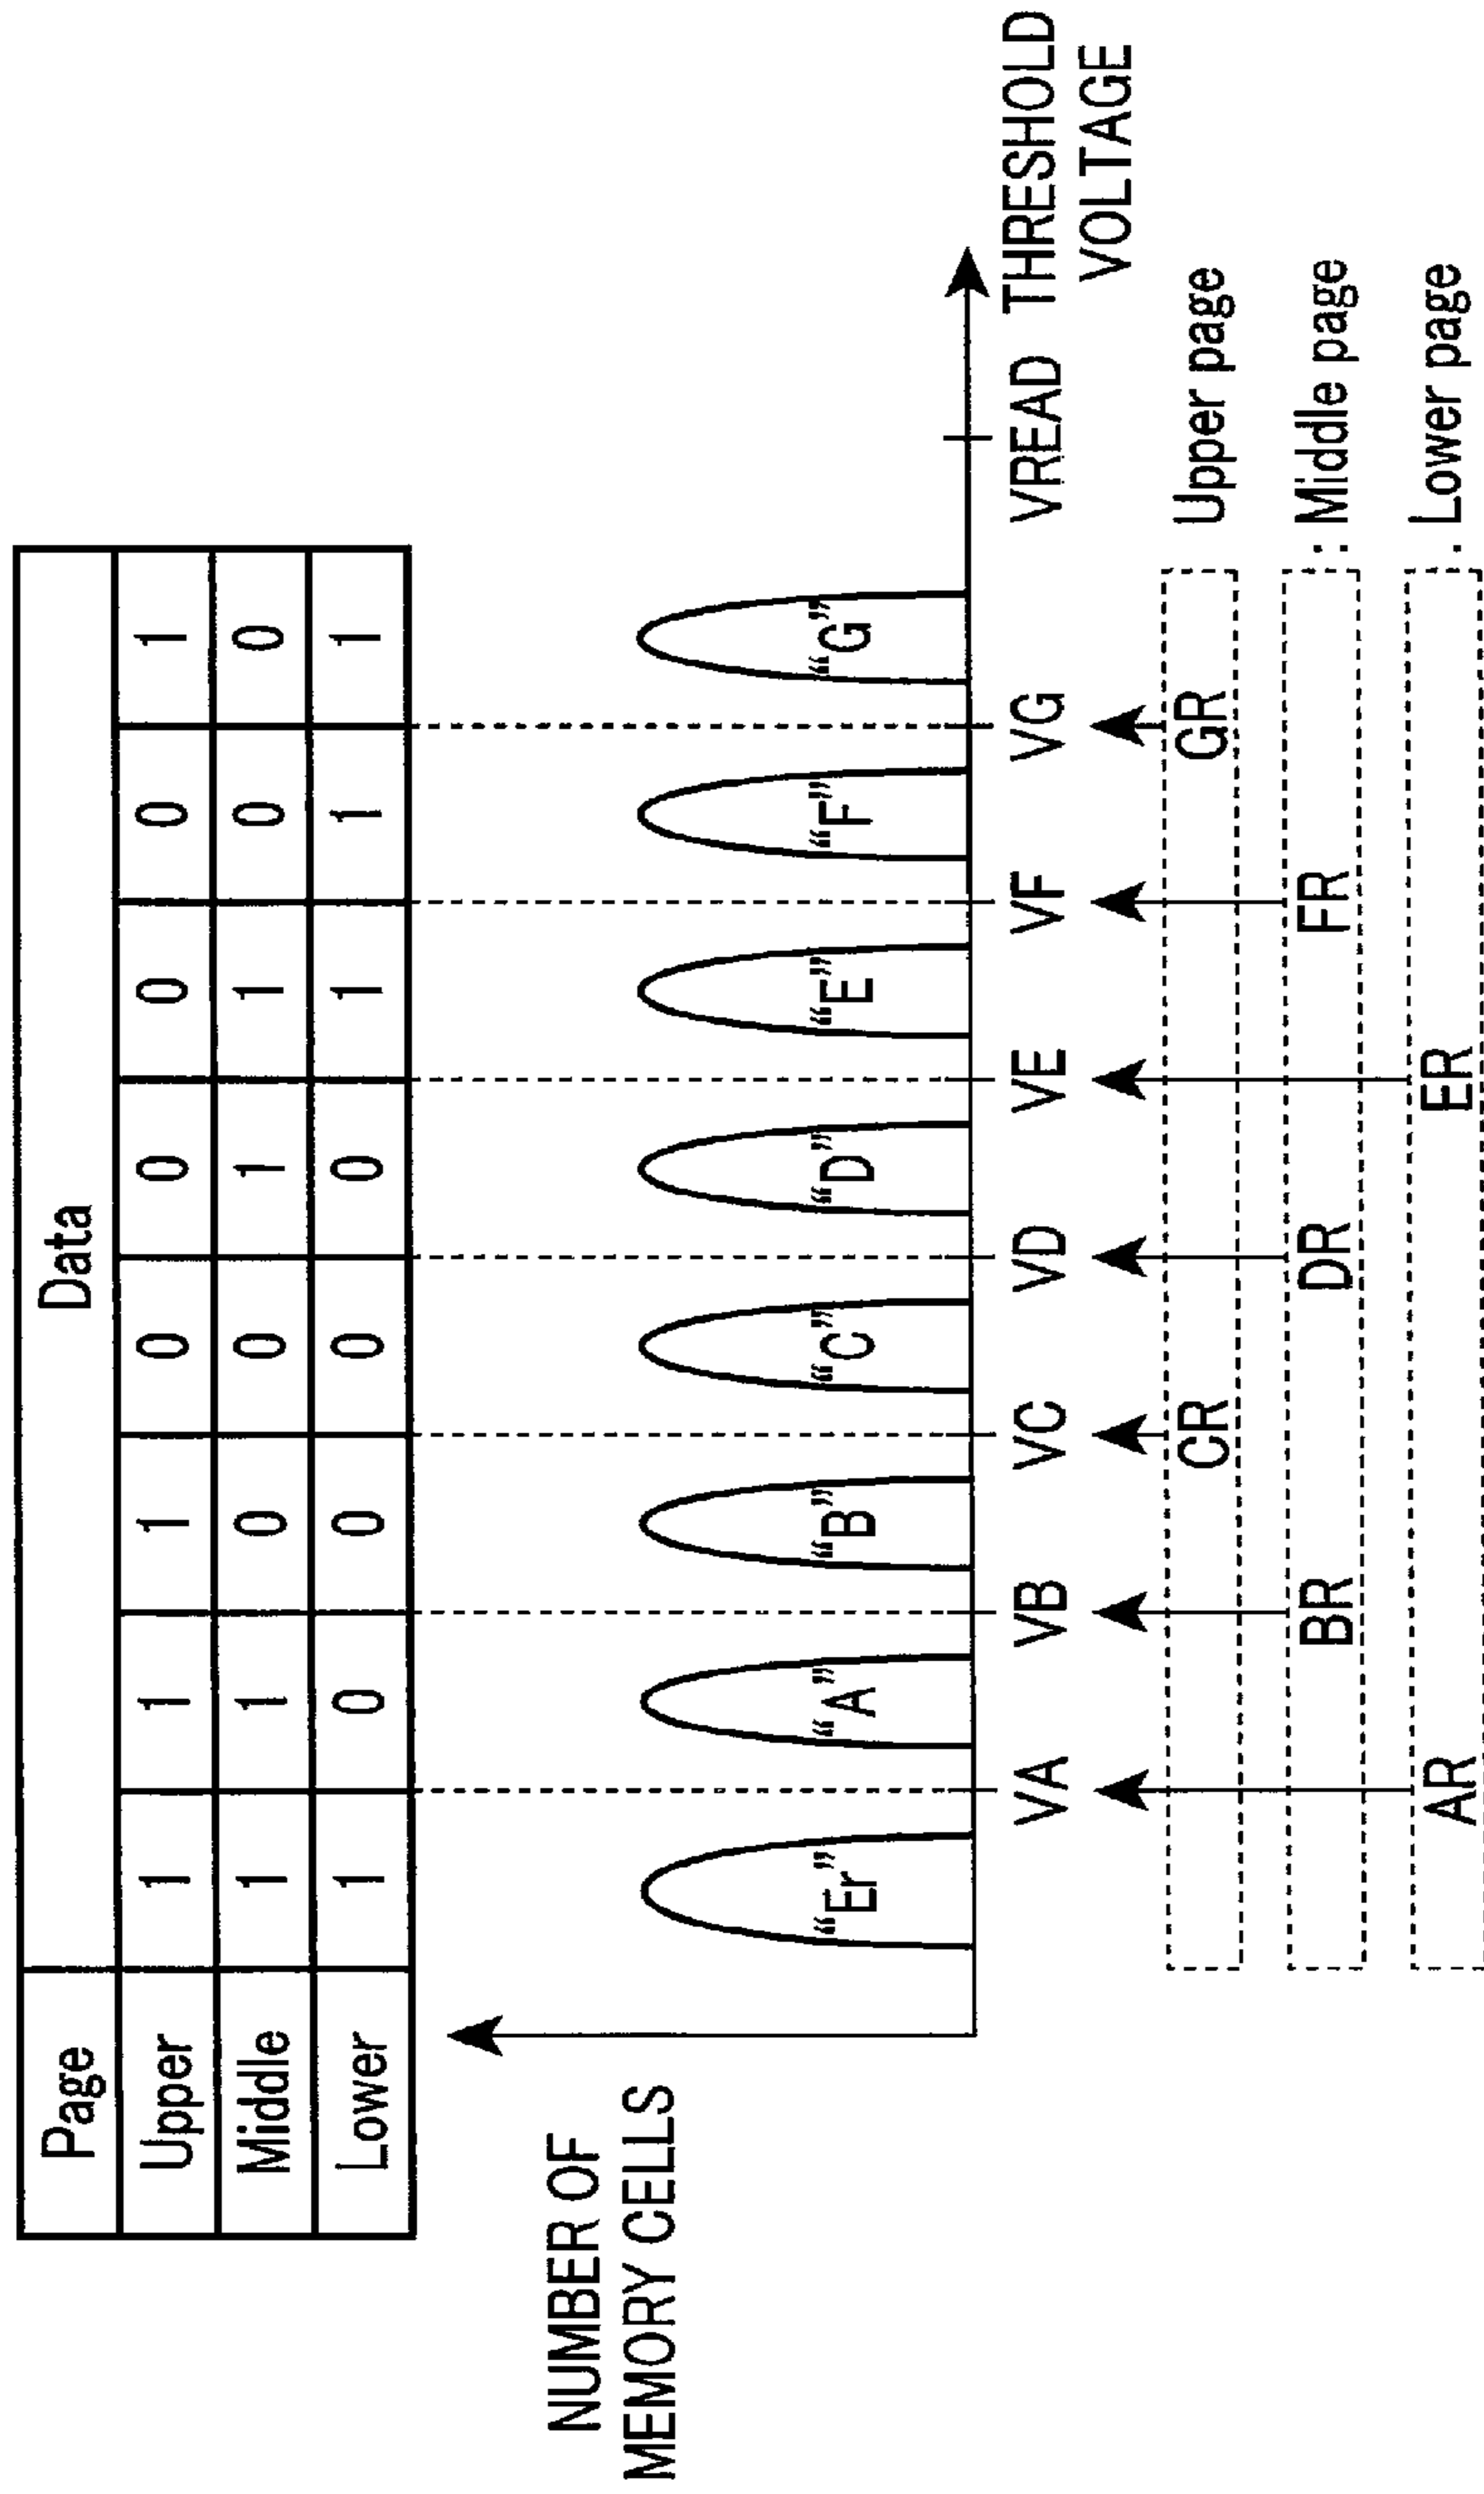 Page Data
Upper 1 1 1 0 0 0 0 1
Middle 1 1 0 0 1 1 0 0
Lower 1 0 0 0 0 1 1 1
NUMBER OF
MEMORY CELLS
“Er” “A” “B” “C” “D” “E” “F” “G”
VA VB VC VD VE VF VG VREAD THRESHOLD
VOLTAGE
CR GR Upper page
BR DR FR : Middle page
AR ER : Lower page